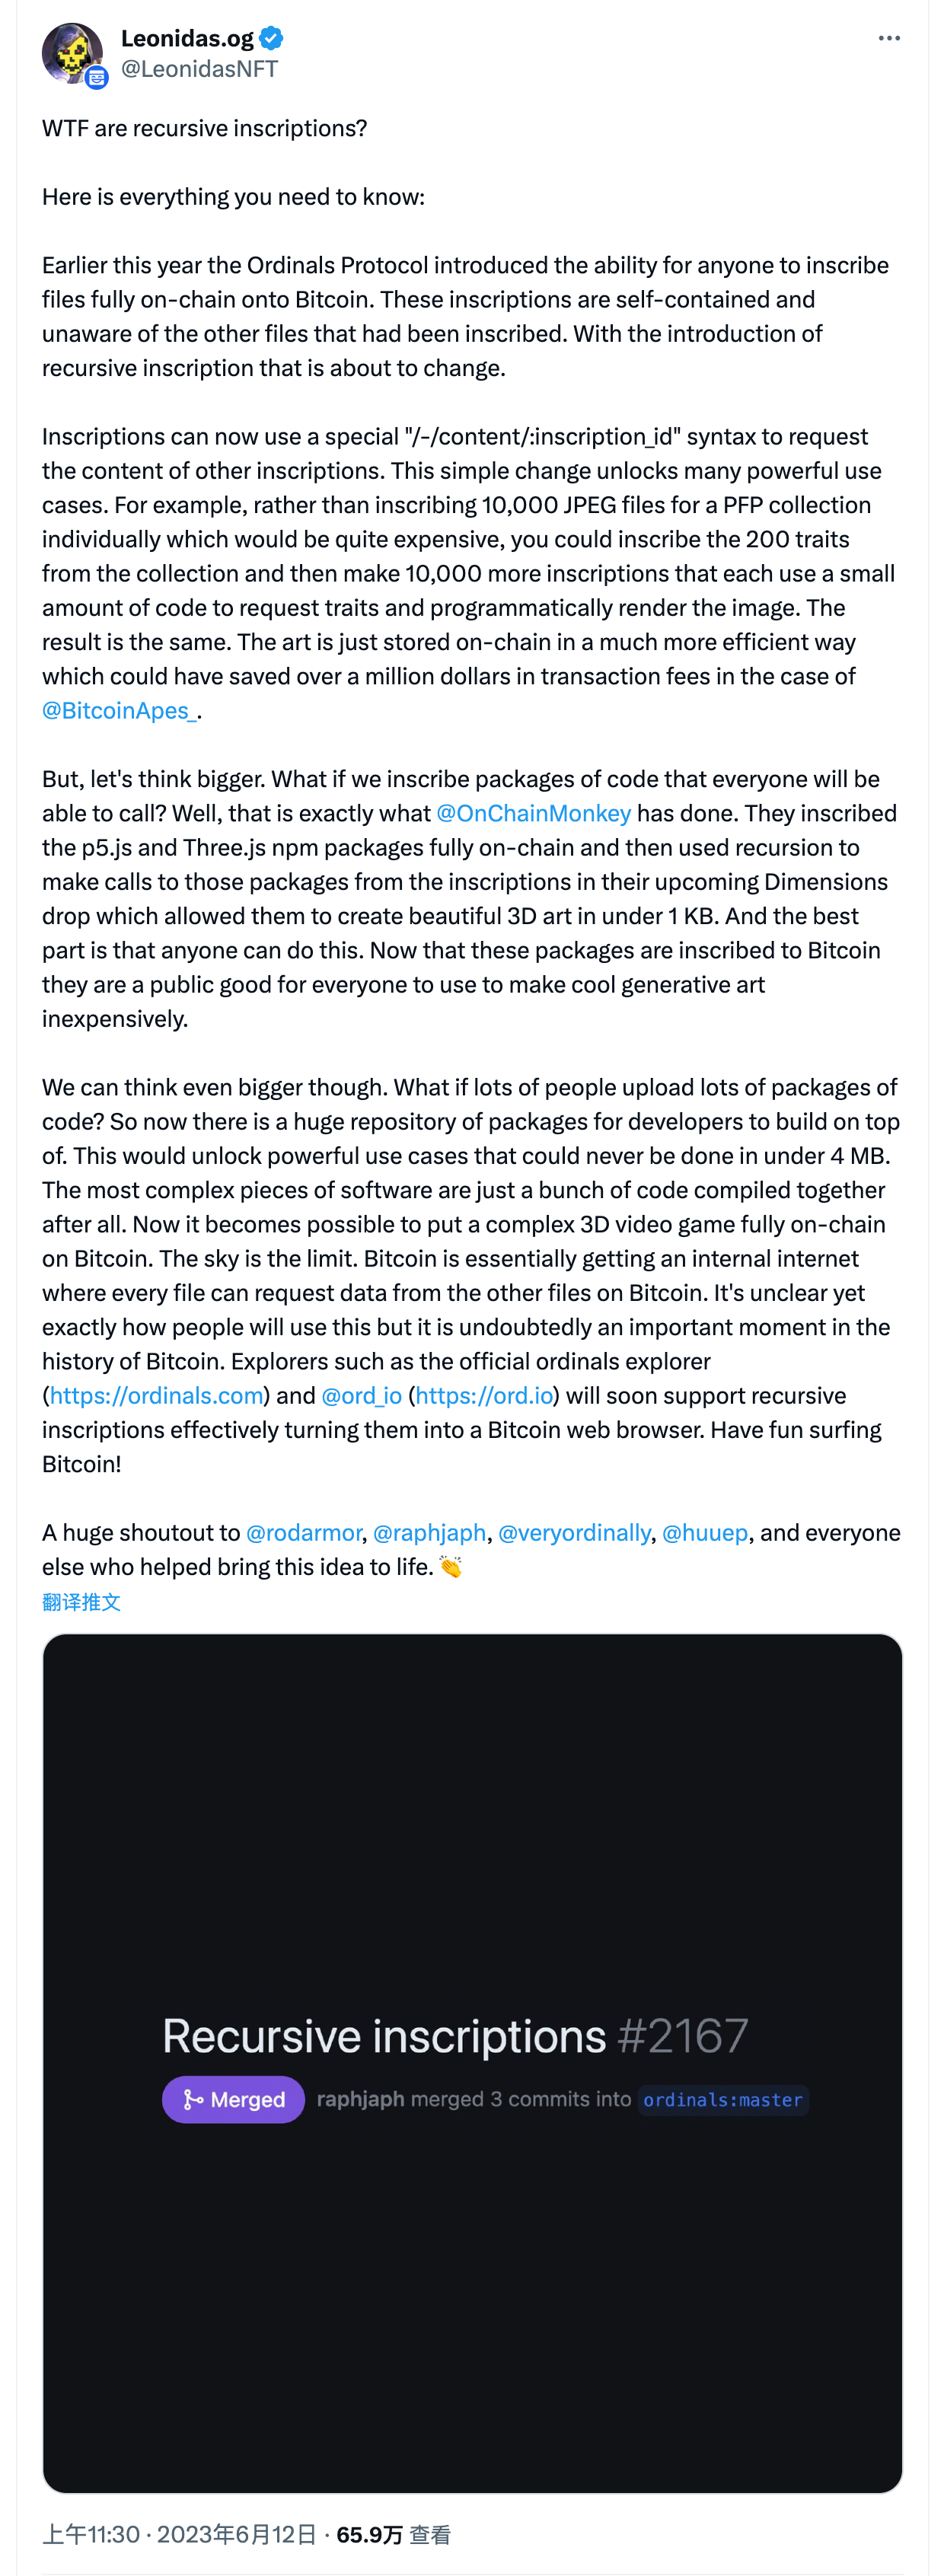 Leonidas.og
@LeonidasNFT
WTF are recursive inscriptions?
Here is everything you need to know:
Earlier this year the Ordinals Protocol introduced the ability for anyone to inscribe
files fully on-chain onto Bitcoin. These inscriptions are self-contained and
unaware of the other files that had been inscribed. With the introduction of
recursive inscription that is about to change.
Inscriptions can now use a special "/-/content/:inscription_id" syntax to request
the content of other inscriptions. This simple change unlocks many powerful use
cases. For example, rather than inscribing 10,000 JPEG files for a PFP collection
individually which would be quite expensive, you could inscribe the 200 traits
from the collection and then make 10,000 more inscriptions that each use a small
amount of code to request traits and programmatically render the image. The
result is the same. The art is just stored on-chain in a much more efficient way
which could have saved over a million dollars in transaction fees in the case of
@BitcoinApes_.
But, let's think bigger. What if we inscribe packages of code that everyone will be
able to call? Well, that is exactly what @OnChainMonkey has done. They inscribed
the p5.js and Three.js npm packages fully on-chain and then used recursion to
make calls to those packages from the inscriptions in their upcoming Dimensions
drop which allowed them to create beautiful 3D art in under 1 KB. And the best
part is that anyone can do this. Now that these packages are inscribed to Bitcoin
they are a public good for everyone to use to make cool generative art
inexpensively.
We can think even bigger though. What if lots of people upload lots of packages of
code? So now there is a huge repository of packages for developers to build on top
of. This would unlock powerful use cases that could never be done in under 4 MB.
The most complex pieces of software are just a bunch of code compiled together
after all. Now it becomes possible to put a complex 3D video game fully on-chain
on Bitcoin. The sky is the limit. Bitcoin is essentially getting an internal internet
where every file can request data from the other files on Bitcoin. It's unclear yet
exactly how people will use this but it is undoubtedly an important moment in the
history of Bitcoin. Explorers such as the official ordinals explorer
(https://ordinals.com) and @ord_io (https://ord.io) will soon support recursive
inscriptions effectively turning them into a Bitcoin web browser. Have fun surfing
Bitcoin!
A huge shoutout to @rodarmor, @raphjaph, @veryordinally, @huuep, and everyone
else who helped bring this idea to life. 👏
翻译推文
Recursive inscriptions #2167
Merged raphjaph merged 3 commits into ordinals:master
上午11:30 · 2023年6月12日 · 65.9万 查看